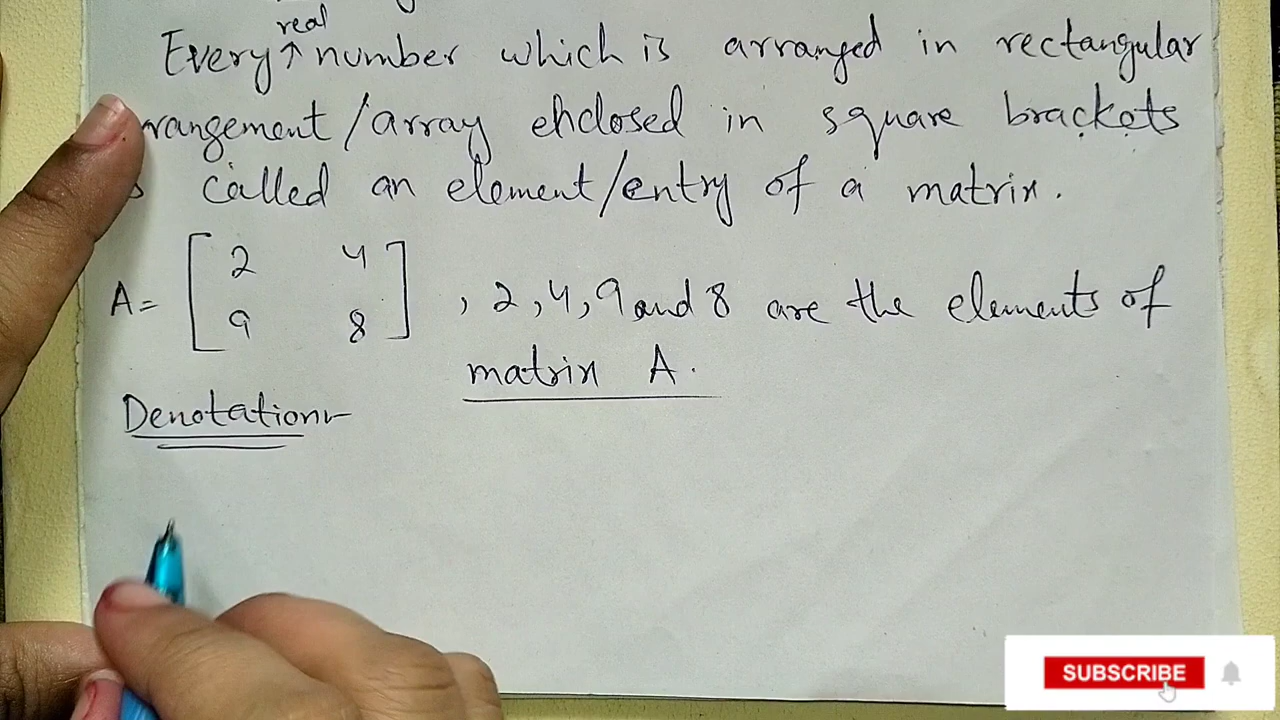 real
Every ↑ number which is arranged in rectangular
rrangement/array enclosed in square brackets
s called an element/entry of a matrix.
A = [ 2 4
9 8 ] , 2, 4, 9 and 8 are the elements of
matrix A.
Denotation:-
SUBSCRIBE